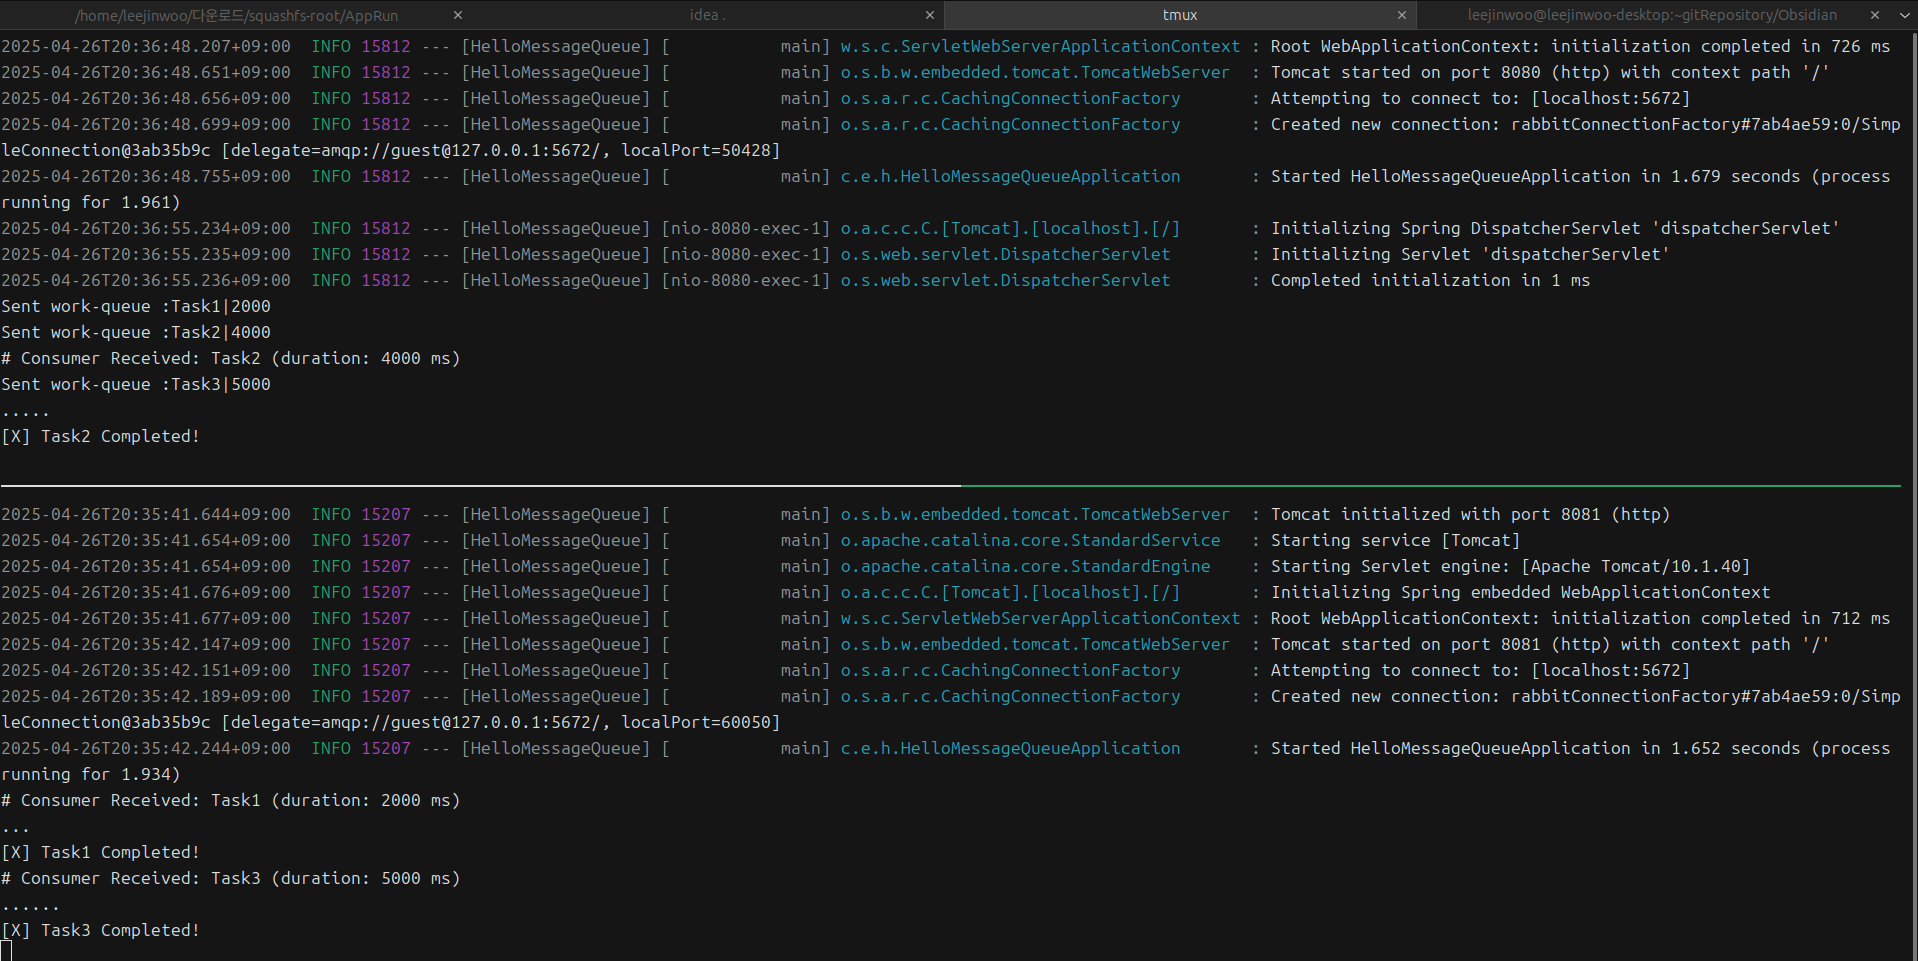 /home/leejinwoo/다운로드/squashfs-root/AppRun × idea . × tmux × leejinwoo@leejinwoo-desktop:~gitRepository/Obsidian ×
2025-04-26T20:36:48.207+09:00  INFO 15812 --- [HelloMessageQueue] [           main] w.s.c.ServletWebServerApplicationContext : Root WebApplicationContext: initialization completed in 726 ms
2025-04-26T20:36:48.651+09:00  INFO 15812 --- [HelloMessageQueue] [           main] o.s.b.w.embedded.tomcat.TomcatWebServer  : Tomcat started on port 8080 (http) with context path '/'
2025-04-26T20:36:48.656+09:00  INFO 15812 --- [HelloMessageQueue] [           main] o.s.a.r.c.CachingConnectionFactory       : Attempting to connect to: [localhost:5672]
2025-04-26T20:36:48.699+09:00  INFO 15812 --- [HelloMessageQueue] [           main] o.s.a.r.c.CachingConnectionFactory       : Created new connection: rabbitConnectionFactory#7ab4ae59:0/Simp
leConnection@3ab35b9c [delegate=amqp://guest@127.0.0.1:5672/, localPort=50428]
2025-04-26T20:36:48.755+09:00  INFO 15812 --- [HelloMessageQueue] [           main] c.e.h.HelloMessageQueueApplication       : Started HelloMessageQueueApplication in 1.679 seconds (process
running for 1.961)
2025-04-26T20:36:55.234+09:00  INFO 15812 --- [HelloMessageQueue] [nio-8080-exec-1] o.a.c.c.C.[Tomcat].[localhost].[/]       : Initializing Spring DispatcherServlet 'dispatcherServlet'
2025-04-26T20:36:55.235+09:00  INFO 15812 --- [HelloMessageQueue] [nio-8080-exec-1] o.s.web.servlet.DispatcherServlet        : Initializing Servlet 'dispatcherServlet'
2025-04-26T20:36:55.236+09:00  INFO 15812 --- [HelloMessageQueue] [nio-8080-exec-1] o.s.web.servlet.DispatcherServlet        : Completed initialization in 1 ms
Sent work-queue :Task1|2000
Sent work-queue :Task2|4000
# Consumer Received: Task2 (duration: 4000 ms)
Sent work-queue :Task3|5000
.....
[X] Task2 Completed!
2025-04-26T20:35:41.644+09:00  INFO 15207 --- [HelloMessageQueue] [           main] o.s.b.w.embedded.tomcat.TomcatWebServer  : Tomcat initialized with port 8081 (http)
2025-04-26T20:35:41.654+09:00  INFO 15207 --- [HelloMessageQueue] [           main] o.apache.catalina.core.StandardService   : Starting service [Tomcat]
2025-04-26T20:35:41.654+09:00  INFO 15207 --- [HelloMessageQueue] [           main] o.apache.catalina.core.StandardEngine    : Starting Servlet engine: [Apache Tomcat/10.1.40]
2025-04-26T20:35:41.676+09:00  INFO 15207 --- [HelloMessageQueue] [           main] o.a.c.c.C.[Tomcat].[localhost].[/]       : Initializing Spring embedded WebApplicationContext
2025-04-26T20:35:41.677+09:00  INFO 15207 --- [HelloMessageQueue] [           main] w.s.c.ServletWebServerApplicationContext : Root WebApplicationContext: initialization completed in 712 ms
2025-04-26T20:35:42.147+09:00  INFO 15207 --- [HelloMessageQueue] [           main] o.s.b.w.embedded.tomcat.TomcatWebServer  : Tomcat started on port 8081 (http) with context path '/'
2025-04-26T20:35:42.151+09:00  INFO 15207 --- [HelloMessageQueue] [           main] o.s.a.r.c.CachingConnectionFactory       : Attempting to connect to: [localhost:5672]
2025-04-26T20:35:42.189+09:00  INFO 15207 --- [HelloMessageQueue] [           main] o.s.a.r.c.CachingConnectionFactory       : Created new connection: rabbitConnectionFactory#7ab4ae59:0/Simp
leConnection@3ab35b9c [delegate=amqp://guest@127.0.0.1:5672/, localPort=60050]
2025-04-26T20:35:42.244+09:00  INFO 15207 --- [HelloMessageQueue] [           main] c.e.h.HelloMessageQueueApplication       : Started HelloMessageQueueApplication in 1.652 seconds (process
running for 1.934)
# Consumer Received: Task1 (duration: 2000 ms)
...
[X] Task1 Completed!
# Consumer Received: Task3 (duration: 5000 ms)
......
[X] Task3 Completed!